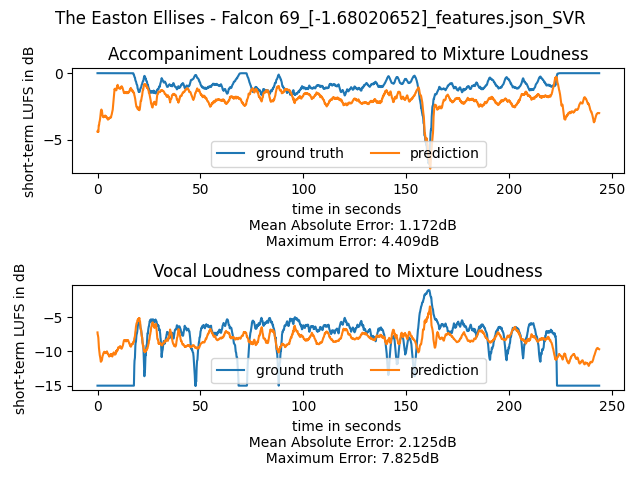 The Easton Ellises - Falcon 69_[-1.68020652]_features.json_SVR
Accompaniment Loudness compared to Mixture Loudness
short-term LUFS in dB
0
−5
ground truth
prediction
0
50
100
150
200
250
time in seconds
Mean Absolute Error: 1.172dB
Maximum Error: 4.409dB
Vocal Loudness compared to Mixture Loudness
short-term LUFS in dB
−5
−10
−15
ground truth
prediction
0
50
100
150
200
250
time in seconds
Mean Absolute Error: 2.125dB
Maximum Error: 7.825dB